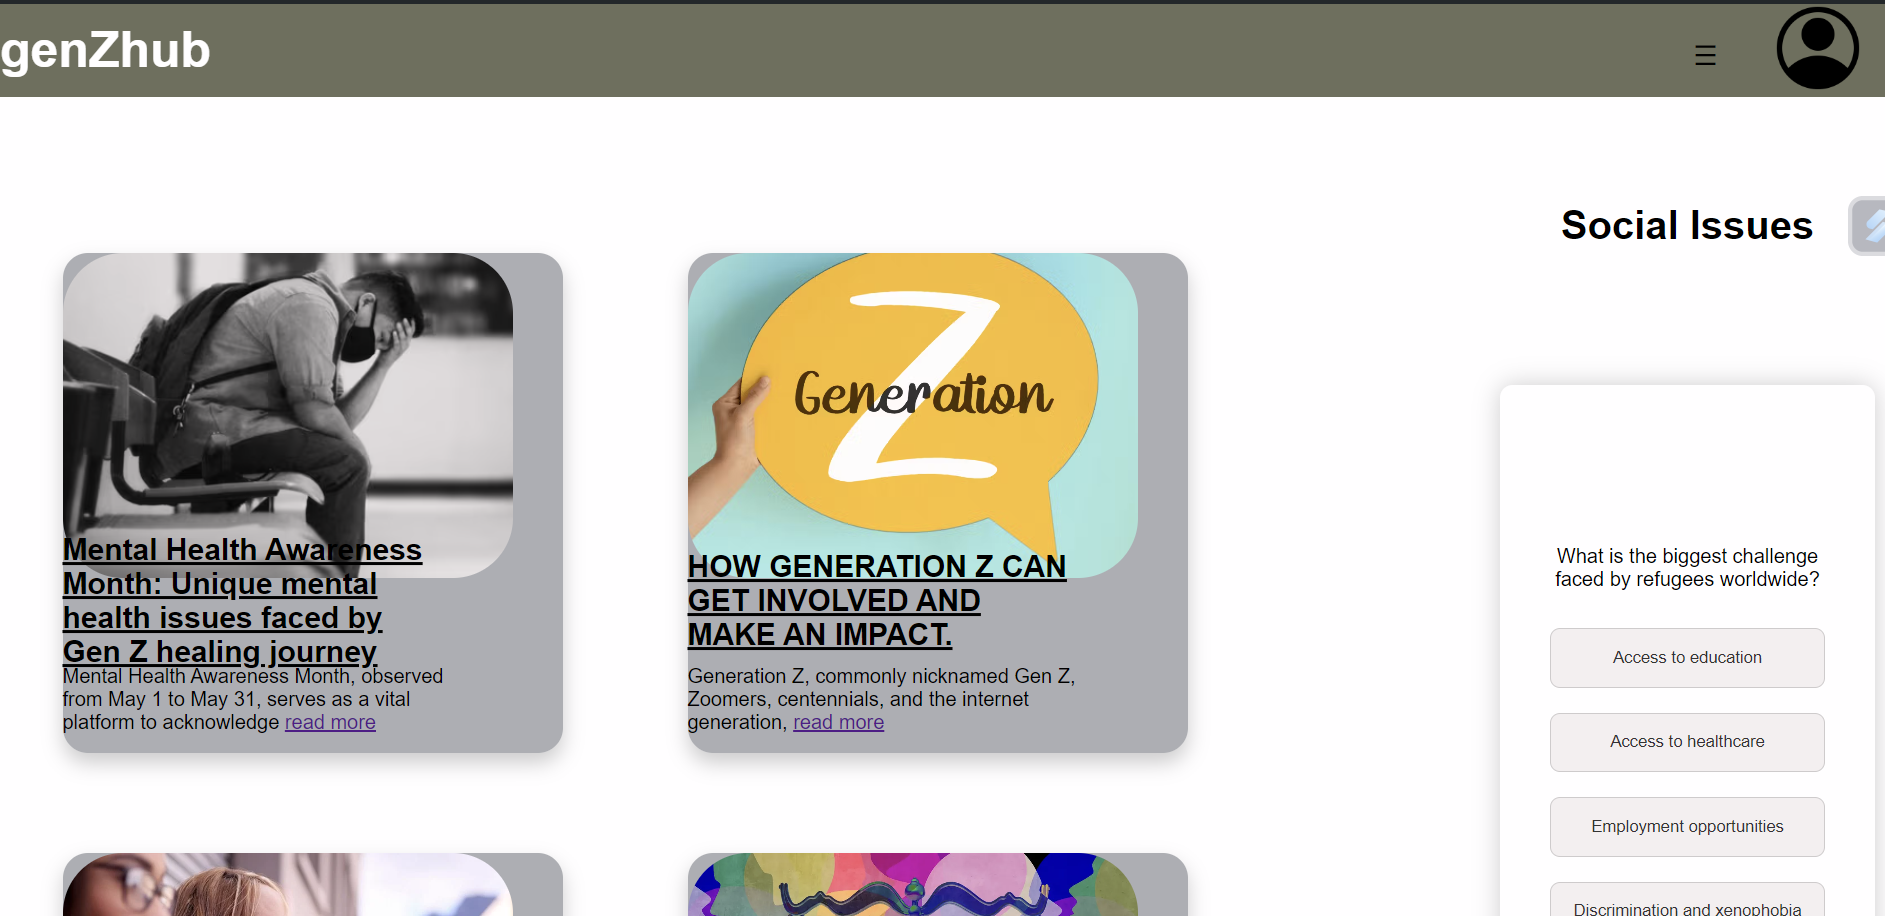 genZhub
Social Issues
Generation
Z
Mental Health Awareness
Month: Unique mental
health issues faced by
Gen Z healing journey
Mental Health Awareness Month, observed
from May 1 to May 31, serves as a vital
platform to acknowledge read more
HOW GENERATION Z CAN
GET INVOLVED AND
MAKE AN IMPACT.
Generation Z, commonly nicknamed Gen Z,
Zoomers, centennials, and the internet
generation, read more
What is the biggest challenge
faced by refugees worldwide?
Access to education
Access to healthcare
Employment opportunities
Discrimination and xenophobia